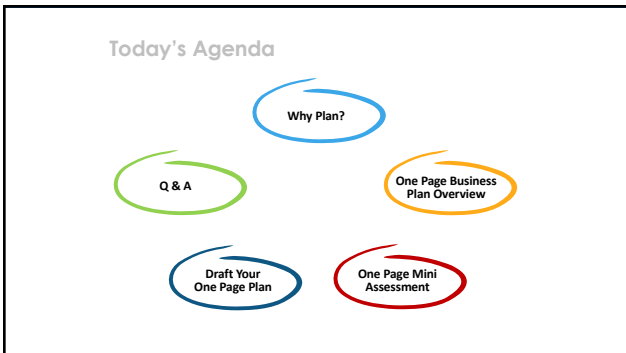 Today’s Agenda
Why Plan?
One Page Business
Plan Overview
One Page Mini
Assessment
Draft Your
One Page Plan
Q & A